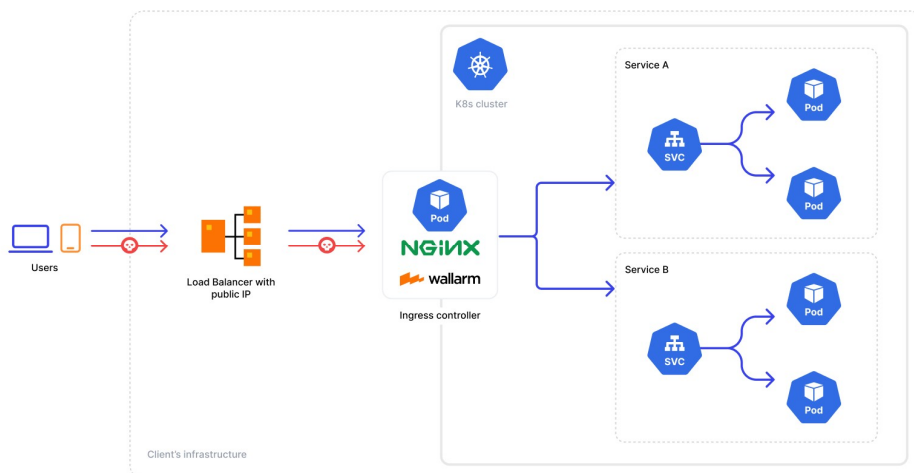 Service A
K8s cluster
Pod
SVC
Pod
Pod
NGiNX
wallarm
Users
Load Balancer with
public IP
Ingress controller
Service B
Pod
SVC
Pod
Client's infrastructure